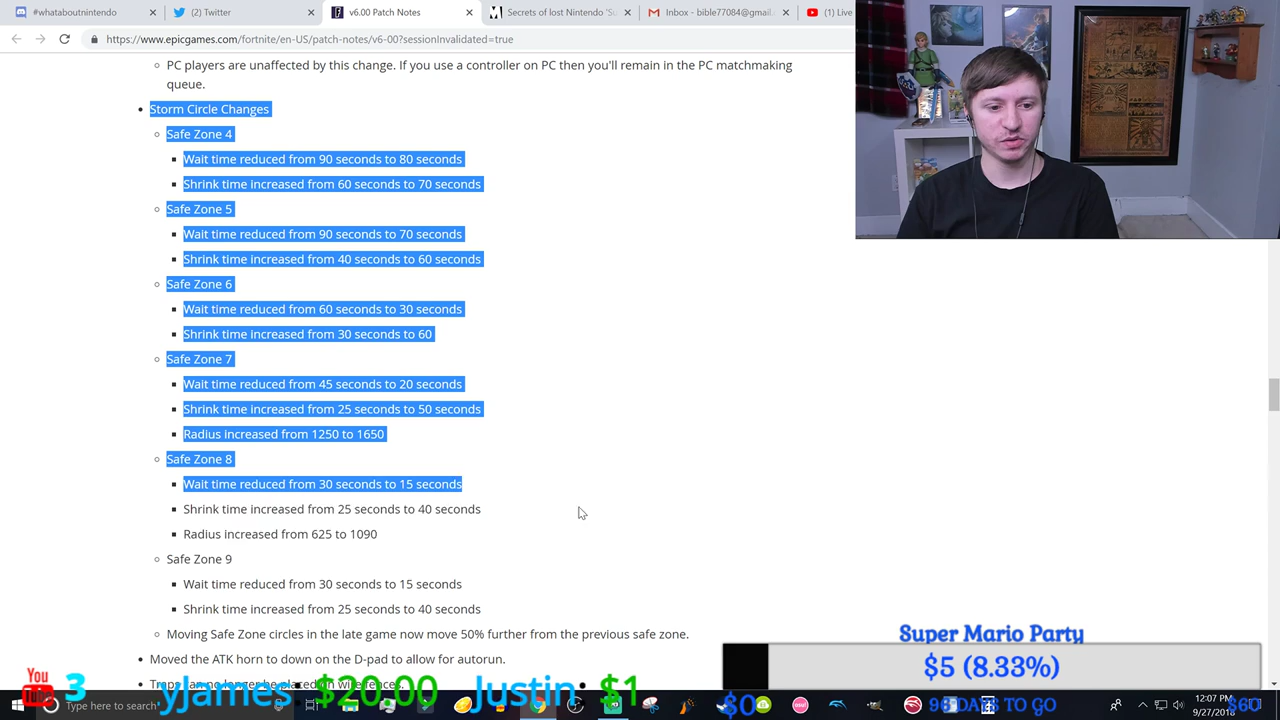 #whataboutnintendo
(2) Twitter
v6.00 Patch Notes
Secrets of lost Nintendo 'Su
Inbox - bible77084@gmail.
(1) Live
https://www.epicgames.com/fortnite/en-US/patch-notes/v6-00?sessionInvalidated=true
PC players are unaffected by this change. If you use a controller on PC then you'll remain in the PC matchmaking
queue.
Storm Circle Changes
Safe Zone 4
Wait time reduced from 90 seconds to 80 seconds
Shrink time increased from 60 seconds to 70 seconds
Safe Zone 5
Wait time reduced from 90 seconds to 70 seconds
Shrink time increased from 40 seconds to 60 seconds
Safe Zone 6
Wait time reduced from 60 seconds to 30 seconds
Shrink time increased from 30 seconds to 60
Safe Zone 7
Wait time reduced from 45 seconds to 20 seconds
Shrink time increased from 25 seconds to 50 seconds
Radius increased from 1250 to 1650
Safe Zone 8
Wait time reduced from 30 seconds to 15 seconds
Shrink time increased from 25 seconds to 40 seconds
Radius increased from 625 to 1090
Safe Zone 9
Wait time reduced from 30 seconds to 15 seconds
Shrink time increased from 25 seconds to 40 seconds
Moving Safe Zone circles in the late game now move 50% further from the previous safe zone.
Moved the ATK horn to down on the D-pad to allow for autorun.
Super Mario Party
$5 (8.33%)
You
Tube
3
yJames: $20.00
Justin: $1
$0
96 DAYS TO GO
$60
Type here to search
12:07 PM